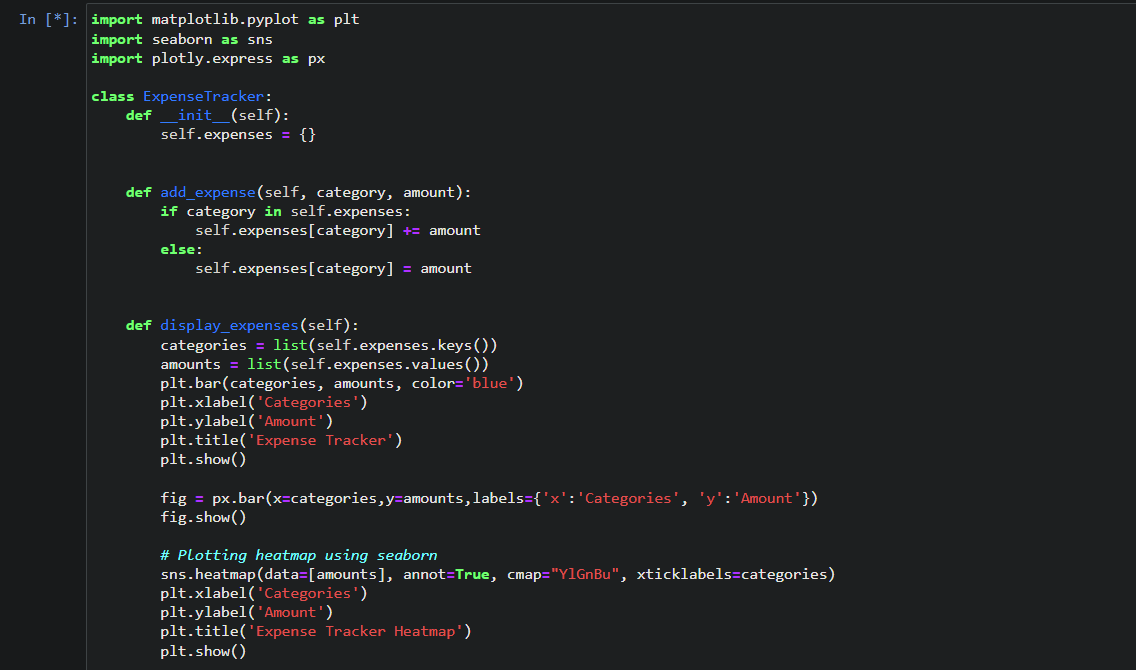 In [*]: import matplotlib.pyplot as plt
import seaborn as sns
import plotly.express as px

class ExpenseTracker:
    def __init__(self):
        self.expenses = {}


    def add_expense(self, category, amount):
        if category in self.expenses:
            self.expenses[category] += amount
        else:
            self.expenses[category] = amount


    def display_expenses(self):
        categories = list(self.expenses.keys())
        amounts = list(self.expenses.values())
        plt.bar(categories, amounts, color='blue')
        plt.xlabel('Categories')
        plt.ylabel('Amount')
        plt.title('Expense Tracker')
        plt.show()

        fig = px.bar(x=categories,y=amounts,labels={'x':'Categories', 'y':'Amount'})
        fig.show()

        # Plotting heatmap using seaborn
        sns.heatmap(data=[amounts], annot=True, cmap="YlGnBu", xticklabels=categories)
        plt.xlabel('Categories')
        plt.ylabel('Amount')
        plt.title('Expense Tracker Heatmap')
        plt.show()